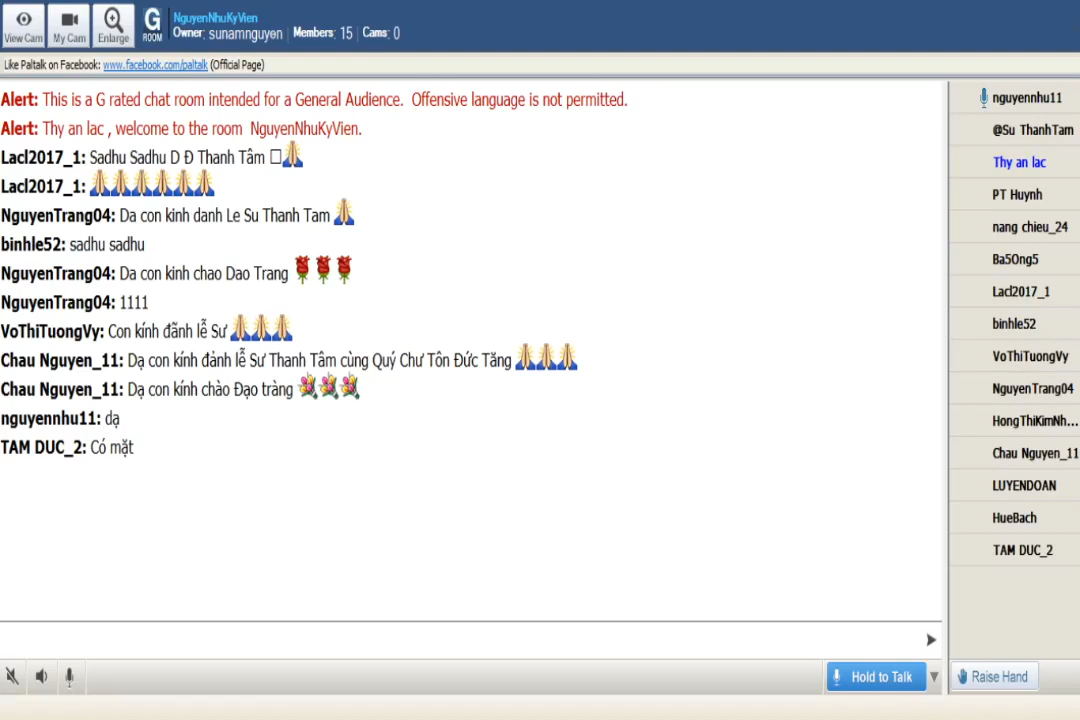 View Cam
My Cam
Enlarge
G
ROOM
NguyenNhuKyVien
Owner: sunamnguyen Members: 15 Cams: 0
Like Paltalk on Facebook: www.facebook.com/paltalk (Official Page)
Alert: This is a G rated chat room intended for a General Audience. Offensive language is not permitted.
Alert: Thy an lac , welcome to the room NguyenNhuKyVien.
Lacl2017_1: Sadhu Sadhu D Đ Thanh Tâm
Lacl2017_1:
NguyenTrang04: Da con kinh danh Le Su Thanh Tam
binhle52: sadhu sadhu
NguyenTrang04: Da con kinh chao Dao Trang
NguyenTrang04: 1111
VoThiTuongVy: Con kính đãnh lễ Sư
Chau Nguyen_11: Dạ con kính đảnh lễ Sư Thanh Tâm cùng Quý Chư Tôn Đức Tăng
Chau Nguyen_11: Dạ con kính chào Đạo tràng
nguyennhu11: dạ
TAM DUC_2: Có mặt
nguyennhu11
@Su ThanhTam
Thy an lac
PT Huynh
nang chieu_24
Ba5Ong5
Lacl2017_1
binhle52
VoThiTuongVy
NguyenTrang04
HongThiKimNh...
Chau Nguyen_11
LUYENDOAN
HueBach
TAM DUC_2
Hold to Talk
Raise Hand